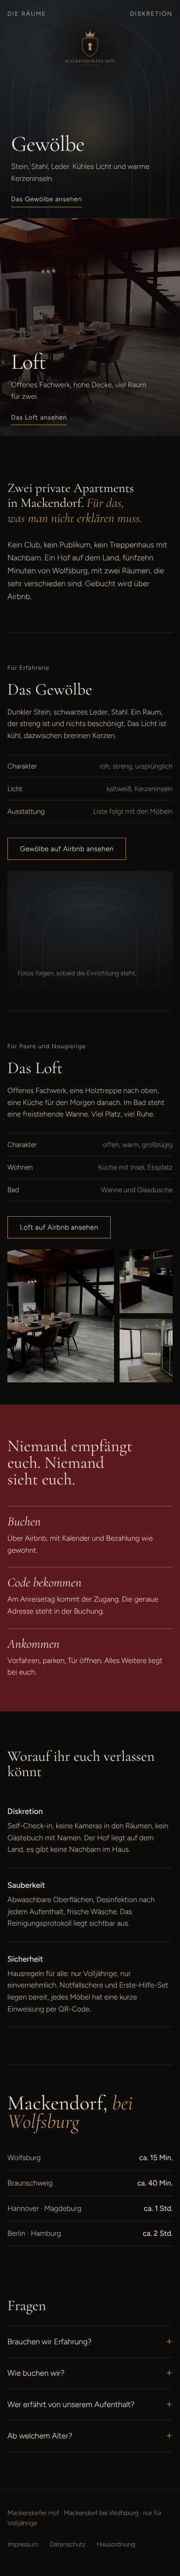 DIE RÄUME
DISKRETION
MACKENDORFER HOF
Gewölbe
Stein, Stahl, Leder. Kühles Licht und warme
Kerzeninseln.
Das Gewölbe ansehen
Loft
Offenes Fachwerk, hohe Decke, viel Raum
für zwei.
Das Loft ansehen
Zwei private Apartments
in Mackendorf. Für das,
was man nicht erklären muss.
Kein Club, kein Publikum, kein Treppenhaus mit
Nachbarn. Ein Hof auf dem Land, fünfzehn
Minuten von Wolfsburg, mit zwei Räumen, die
sehr verschieden sind. Gebucht wird über
Airbnb.
Für Erfahrene
Das Gewölbe
Dunkler Stein, schwarzes Leder, Stahl. Ein Raum,
der streng ist und nichts beschönigt. Das Licht ist
kühl, dazwischen brennen Kerzen.
Charakter roh, streng, ursprünglich
Licht kaltweiß, Kerzeninseln
Ausstattung Liste folgt mit den Möbeln
Gewölbe auf Airbnb ansehen
Fotos folgen, sobald die Einrichtung steht.
Für Paare und Neugierige
Das Loft
Offenes Fachwerk, eine Holztreppe nach oben,
eine Küche für den Morgen danach. Im Bad steht
eine freistehende Wanne. Viel Platz, viel Ruhe.
Charakter offen, warm, großzügig
Wohnen Küche mit Insel, Essplatz
Bad Wanne und Glasdusche
Loft auf Airbnb ansehen
Niemand empfängt
euch. Niemand
sieht euch.
Buchen
Über Airbnb, mit Kalender und Bezahlung wie
gewohnt.
Code bekommen
Am Anreisetag kommt der Zugang. Die genaue
Adresse steht in der Buchung.
Ankommen
Vorfahren, parken, Tür öffnen. Alles Weitere liegt
bei euch.
Worauf ihr euch verlassen
könnt
Diskretion
Self-Check-in, keine Kameras in den Räumen, kein
Gästebuch mit Namen. Der Hof liegt auf dem
Land, es gibt keine Nachbarn im Haus.
Sauberkeit
Abwaschbare Oberflächen, Desinfektion nach
jedem Aufenthalt, frische Wäsche. Das
Reinigungsprotokoll liegt sichtbar aus.
Sicherheit
Hausregeln für alle: nur Volljährige, nur
einvernehmlich. Notfallschere und Erste-Hilfe-Set
liegen bereit, jedes Möbel hat eine kurze
Einweisung per QR-Code.
Mackendorf, bei
Wolfsburg
Wolfsburg ca. 15 Min.
Braunschweig ca. 40 Min.
Hannover · Magdeburg ca. 1 Std.
Berlin · Hamburg ca. 2 Std.
Fragen
Brauchen wir Erfahrung? +
Wie buchen wir? +
Wer erfährt von unserem Aufenthalt? +
Ab welchem Alter? +
Mackendorfer Hof · Mackendorf bei Wolfsburg · nur für
Volljährige
Impressum Datenschutz Hausordnung